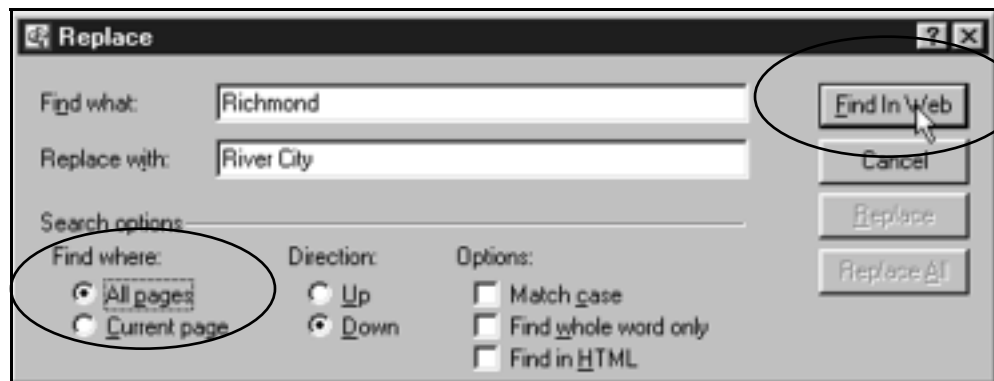 Replace
Find what: Richmond Find In Web
Replace with: River City Cancel
Search options Replace
Find where: Direction: Options: Replace All
All pages Up Match case
Current page Down Find whole word only
Find in HTML